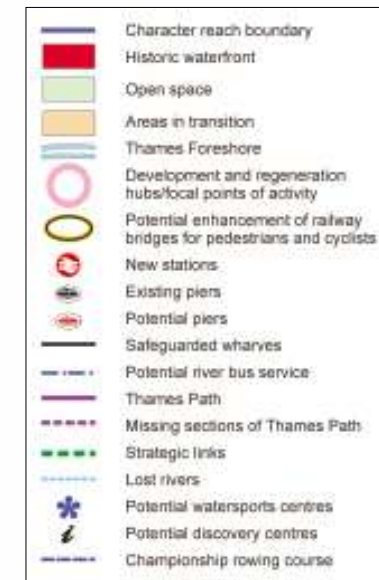 Character reach boundary
Historic waterfront
Open space
Areas in transition
Thames Foreshore
Development and regeneration
hubs/focal points of activity
Potential enhancement of railway
bridges for pedestrians and cyclists
New stations
Existing piers
Potential piers
Safeguarded wharves
Potential river bus service
Thames Path
Missing sections of Thames Path
Strategic links
Lost rivers
Potential watersports centres
i Potential discovery centres
Championship rowing course